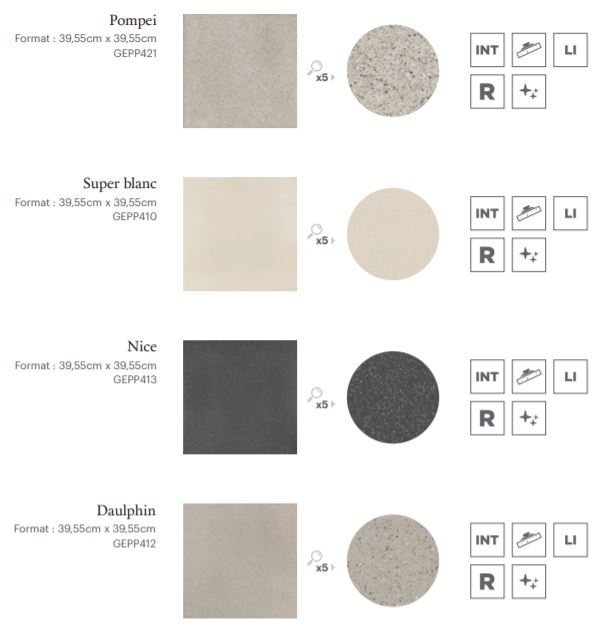 Pompei
Format : 39,55cm x 39,55cm
GEPP421
x5
INT
LI
R
Super blanc
Format : 39,55cm x 39,55cm
GEPP410
x5
INT
LI
R
Nice
Format : 39,55cm x 39,55cm
GEPP413
x5
INT
LI
R
Daulphin
Format : 39,55cm x 39,55cm
GEPP412
x5
INT
LI
R